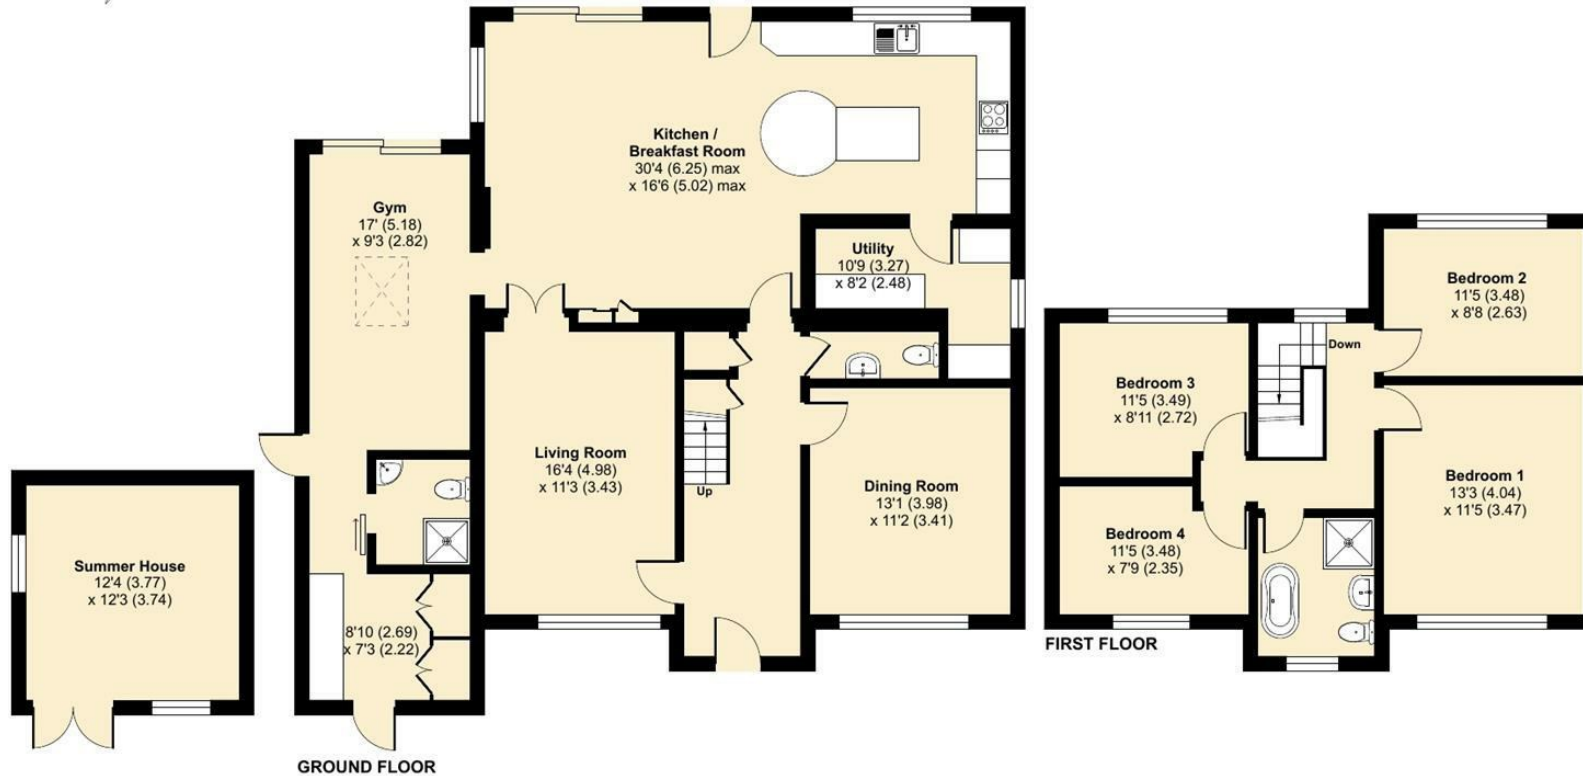 Kitchen /
Breakfast Room
30'4 (6.25) max
x 16'6 (5.02) max
Gym
17' (5.18)
x 9'3 (2.82)
Utility
10'9 (3.27)
x 8'2 (2.48)
Living Room
16'4 (4.98)
x 11'3 (3.43)
Up
Dining Room
13'1 (3.98)
x 11'2 (3.41)
Summer House
12'4 (3.77)
x 12'3 (3.74)
8'10 (2.69)
x 7'3 (2.22)
GROUND FLOOR
Bedroom 2
11'5 (3.48)
x 8'8 (2.63)
Down
Bedroom 3
11'5 (3.49)
x 8'11 (2.72)
Bedroom 1
13'3 (4.04)
x 11'5 (3.47)
Bedroom 4
11'5 (3.48)
x 7'9 (2.35)
FIRST FLOOR